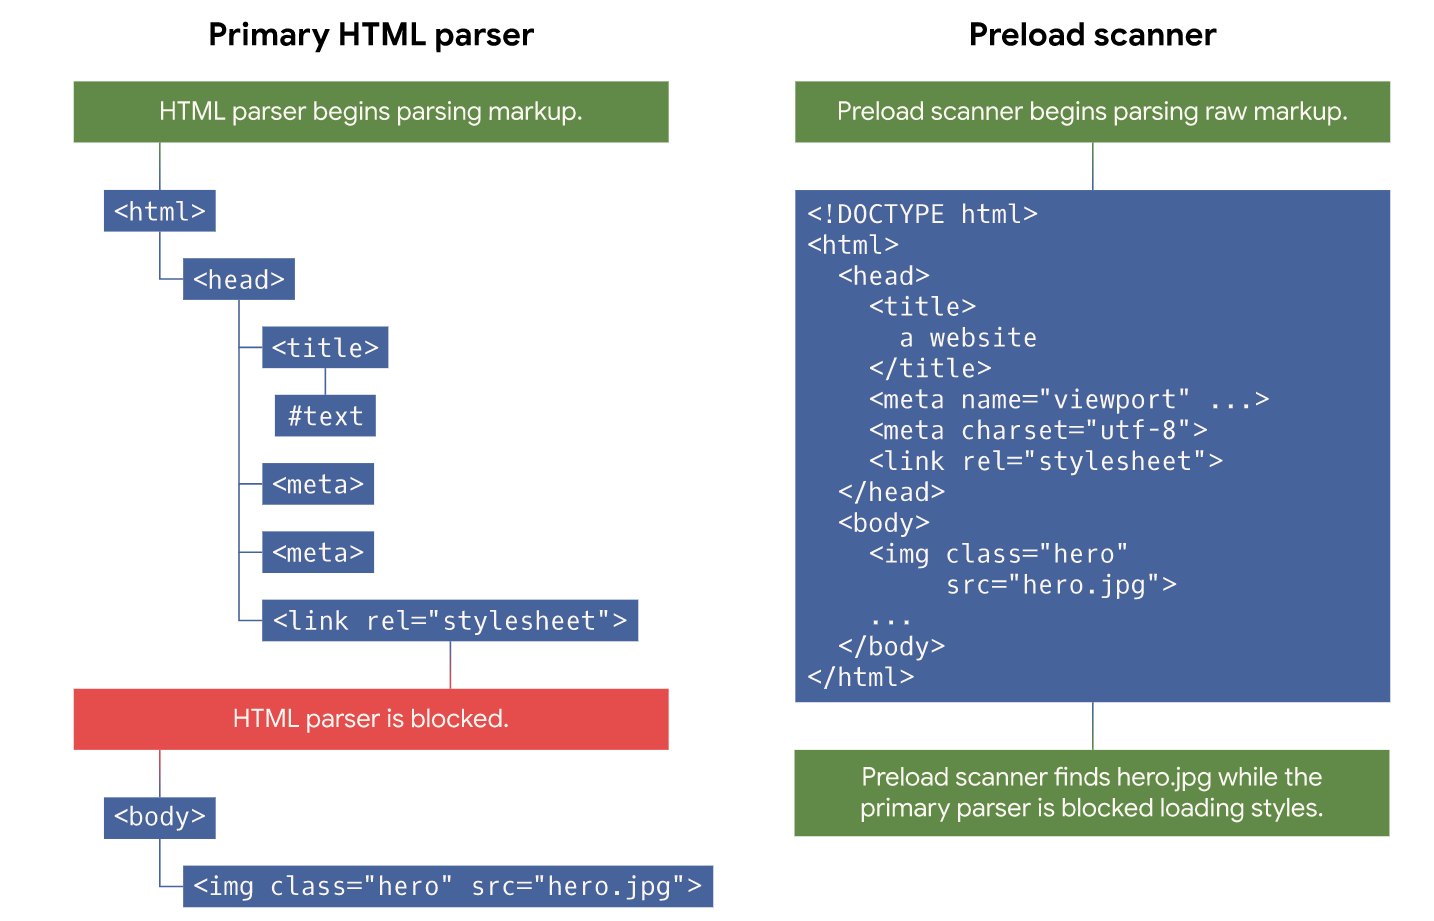 Primary HTML parser
HTML parser begins parsing markup.
<html>
<head>
<title>
#text
<meta>
<meta>
<link rel="stylesheet">
HTML parser is blocked.
<body>
<img class="hero" src="hero.jpg">
Preload scanner
Preload scanner begins parsing raw markup.
<!DOCTYPE html>
<html>
<head>
<title>
a website
</title>
<meta name="viewport" ...>
<meta charset="utf-8">
<link rel="stylesheet">
</head>
<body>
<img class="hero"
src="hero.jpg">
...
</body>
</html>
Preload scanner finds hero.jpg while the
primary parser is blocked loading styles.